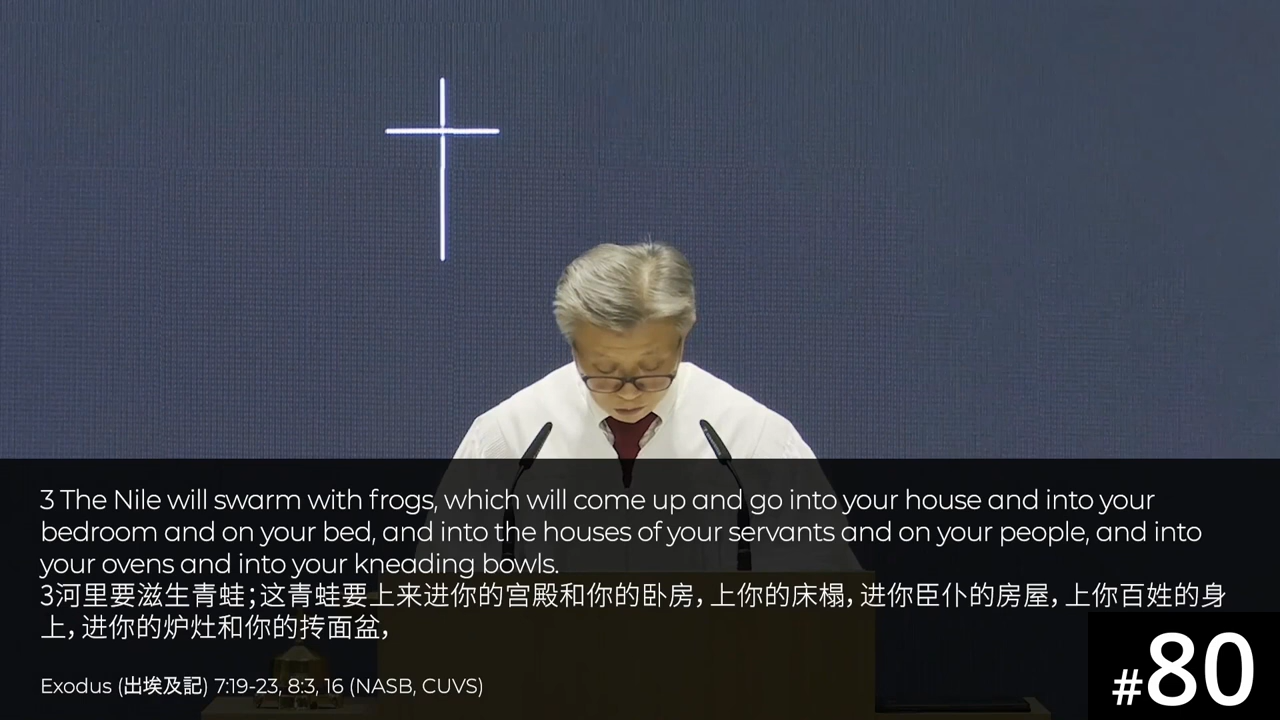 3 The Nile will swarm with frogs, which will come up and go into your house and into your
bedroom and on your bed, and into the houses of your servants and on your people, and into
your ovens and into your kneading bowls.
3河里要滋生青蛙；这青蛙要上来进你的宫殿和你的卧房，上你的床榻，进你臣仆的房屋，上你百姓的身
上，进你的炉灶和你的抟面盆，
Exodus (出埃及記) 7:19-23, 8:3, 16 (NASB, CUVS)
#80